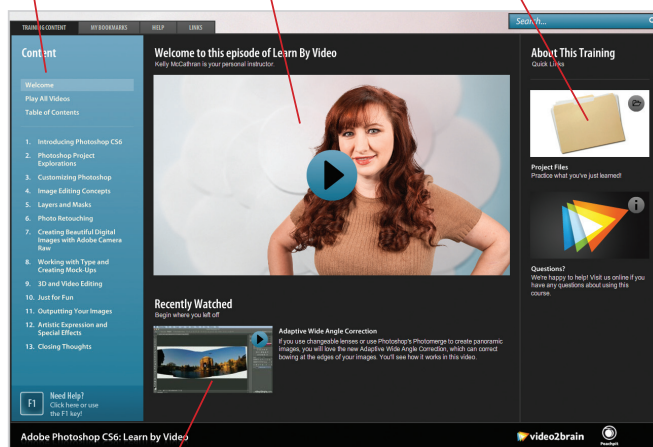 TRAINING CONTENT
MY BOOKMARKS
HELP
LINKS
Search...
Content
Welcome
Play All Videos
Table of Contents
1. Introducing Photoshop CS6
2. Photoshop Project
Explorations
3. Customizing Photoshop
4. Image Editing Concepts
5. Layers and Masks
6. Photo Retouching
7. Creating Beautiful Digital
Images with Adobe Camera
Raw
8. Working with Type and
Creating Mock-Ups
9. 3D and Video Editing
10. Just for Fun
11. Outputting Your Images
12. Artistic Expression and
Special Effects
13. Closing Thoughts
F1
Need Help?
Click here or use
the F1 key!
Welcome to this episode of Learn By Video
Kelly McCathran is your personal instructor.
Recently Watched
Begin where you left off
Adaptive Wide Angle Correction
If you use changeable lenses or use Photoshop's Photomerge to create panoramic
images, you will love the new Adaptive Wide Angle Correction, which can correct
bowing at the edges of your images. You'll see how it works in this video.
About This Training
Quick Links
Project Files
Practice what you've just learned!
Questions?
We're happy to help! Visit us online if you
have any questions about using this
course.
Adobe Photoshop CS6: Learn by Video
video2brain
Peachpit